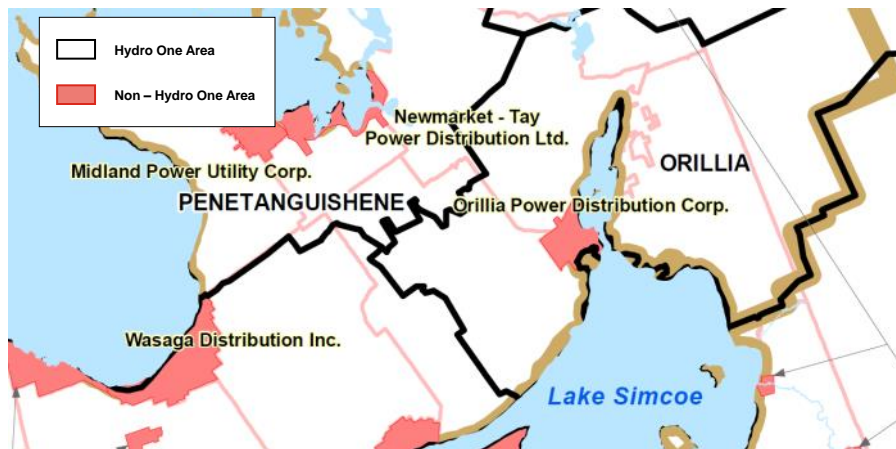 Hydro One Area
Non – Hydro One Area
Newmarket - Tay
Power Distribution Ltd.
Midland Power Utility Corp.
ORILLIA
PENETANGUISHENE
Orillia Power Distribution Corp.
Wasaga Distribution Inc.
Lake Simcoe